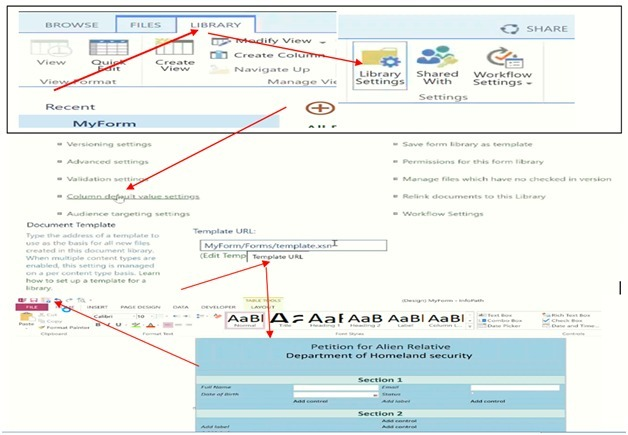 BROWSE FILES LIBRARY
View
Quick Edit
Create View
Modify View
Create Column
Navigate Up
View Format
Manage Vi
SHARE
Library Settings
Shared With
Workflow Settings
Settings
Recent
MyForm
Versioning settings
Advanced settings
Validation settings
Column default value settings
Audience targeting settings
Save form library as template
Permissions for this form library
Manage files which have no checked in version
Relink documents to this Library
Workflow Settings
Document Template
Type the address of a template to
use as the basis for all new files
created in this document library.
When multiple content types are
enabled, this setting is managed
on a per content type basis. Learn
how to set up a template for a
library.
Template URL:
MyForm/Forms/template.xsn
(Edit Temp
Template URL
TABLE TOOLS
(Design) MyForm - InfoPath
FILE INSERT PAGE DESIGN DATA DEVELOPER LAYOUT
Paste
Cut
Copy
Format Painter
Clipboard
Calibri
10
B I U
Format Text
AaBl Normal
Title
Heading 1
Heading 2
AaBl Label
AaBl Column L...
Font Styles
Text Box
Combo Box
Date Picker
Rich Text Box
Check Box
Date and Time...
Controls
Petition for Alien Relative
Department of Homeland security
Section 1
Full Name Email
Date of Birth Status
Add control Add label Add control
Section 2
Add control
Add label Add control